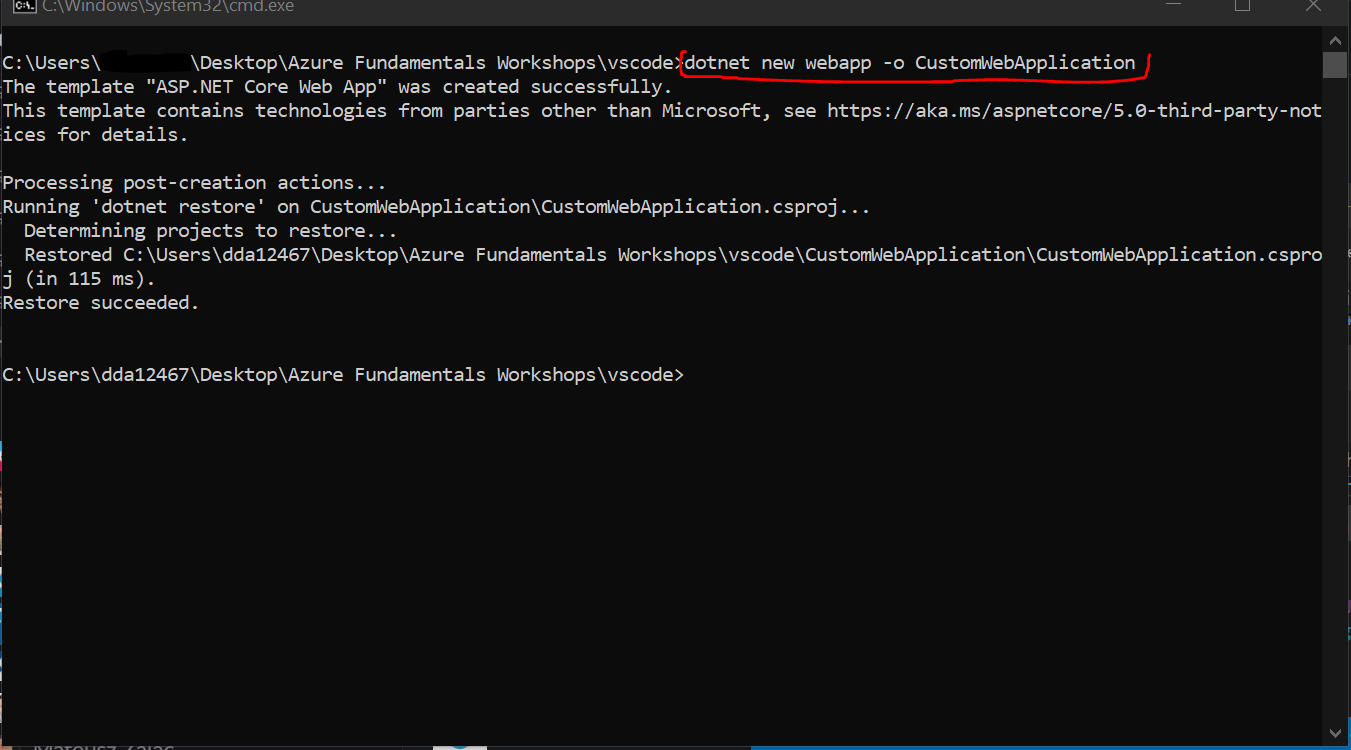 C:\Windows\System32\cmd.exe
C:\Users\ \Desktop\Azure Fundamentals Workshops\vscode>dotnet new webapp -o CustomWebApplication
The template "ASP.NET Core Web App" was created successfully.
This template contains technologies from parties other than Microsoft, see https://aka.ms/aspnetcore/5.0-third-party-not
ices for details.
Processing post-creation actions...
Running 'dotnet restore' on CustomWebApplication\CustomWebApplication.csproj...
Determining projects to restore...
Restored C:\Users\dda12467\Desktop\Azure Fundamentals Workshops\vscode\CustomWebApplication\CustomWebApplication.cspro
j (in 115 ms).
Restore succeeded.
C:\Users\dda12467\Desktop\Azure Fundamentals Workshops\vscode>